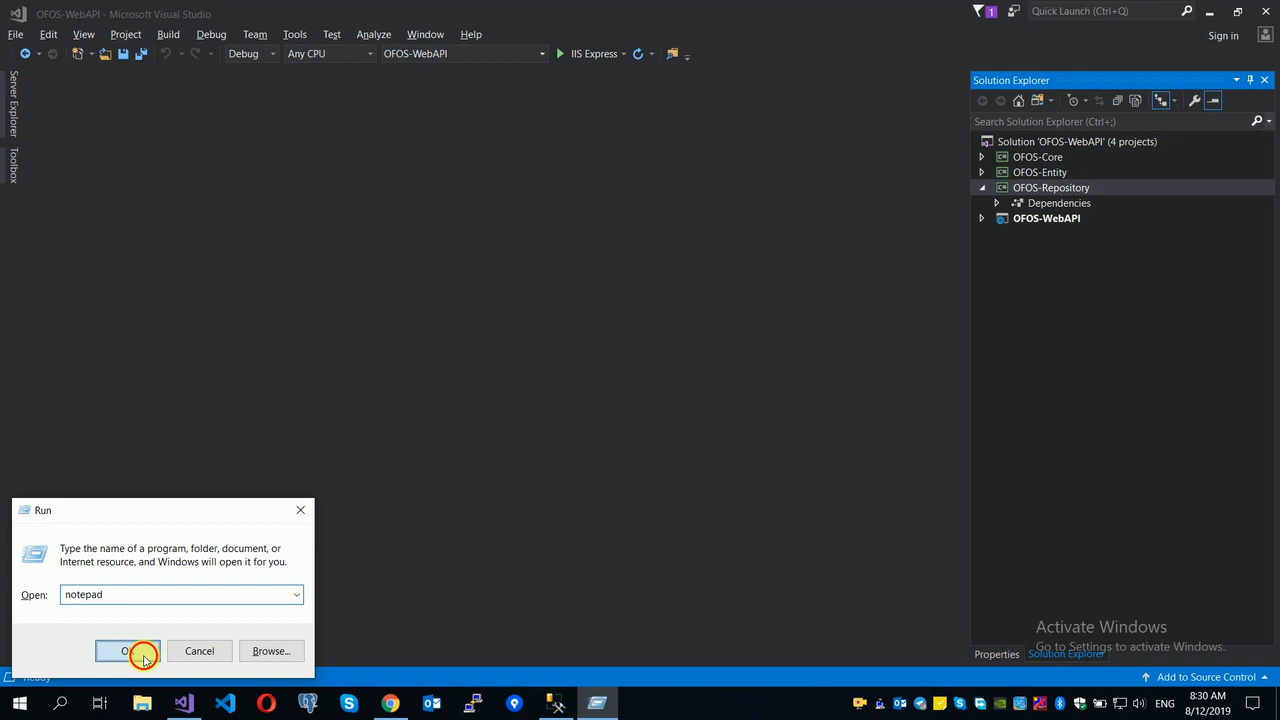 OFOS-WebAPI - Microsoft Visual Studio
1
Quick Launch (Ctrl+Q)
File Edit View Project Build Debug Team Tools Test Analyze Window Help
Sign in
Debug Any CPU OFOS-WebAPI IIS Express
Server Explorer
Toolbox
Solution Explorer
Search Solution Explorer (Ctrl+;)
Solution 'OFOS-WebAPI' (4 projects)
OFOS-Core
OFOS-Entity
OFOS-Repository
Dependencies
OFOS-WebAPI
Run
Type the name of a program, folder, document, or
Internet resource, and Windows will open it for you.
Open: notepad
Cancel Browse...
Activate Windows
Go to Settings to activate Windows.
Properties Solution Explorer
Ready
Add to Source Control
ENG
8:30 AM
8/12/2019